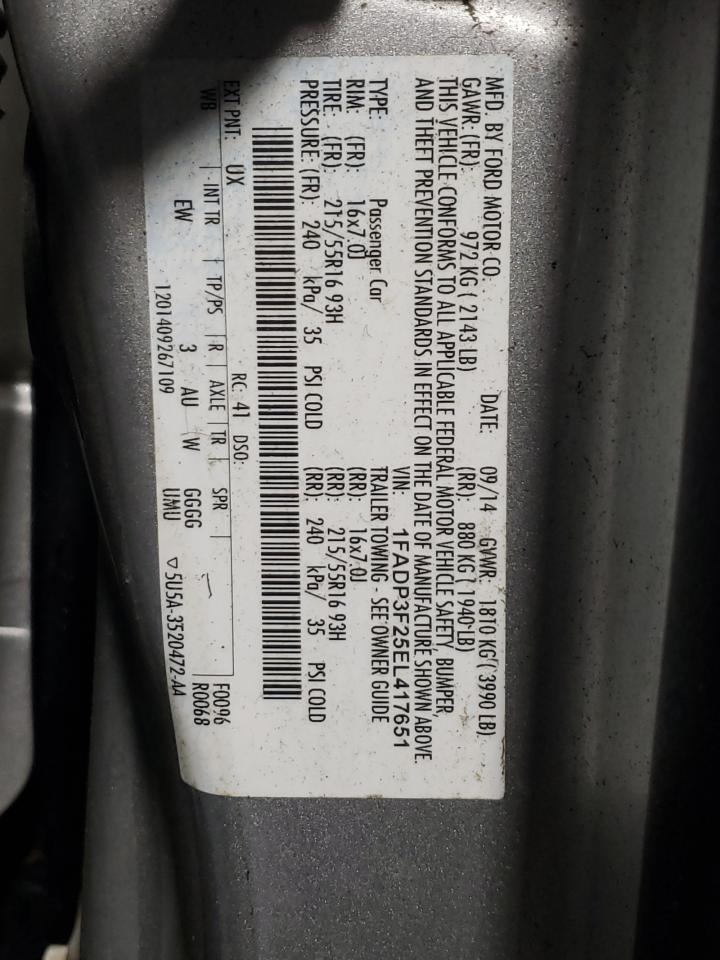 MFD. BY FORD MOTOR CO. DATE: 09/14 GVWR: 1810 KG ( 3990 LB)
GAWR: (FR): 972 KG ( 2143 LB) (RR): 880 KG ( 1940 LB)
THIS VEHICLE CONFORMS TO ALL APPLICABLE FEDERAL MOTOR VEHICLE SAFETY, BUMPER,
AND THEFT PREVENTION STANDARDS IN EFFECT ON THE DATE OF MANUFACTURE SHOWN ABOVE.
VIN: 1FADP3F25EL417651
TYPE: Passenger Car TRAILER TOWING - SEE OWNER GUIDE
RIM: (FR): 16x7.0J (RR): 16x7.0J
TIRE: (FR): 215/55R16 93H (RR): 215/55R16 93H
PRESSURE: (FR): 240 kPa/ 35 PSI COLD (RR): 240 kPa/ 35 PSI COLD
EXT PNT: UX RC: 41 DSO: F0096
WB | INT TR | TP/PS | R | AXLE | TR | SPR | R0068
EW 3 AU W GGGG
UMU
1201409267109 ▽5U5A-3520472-AA